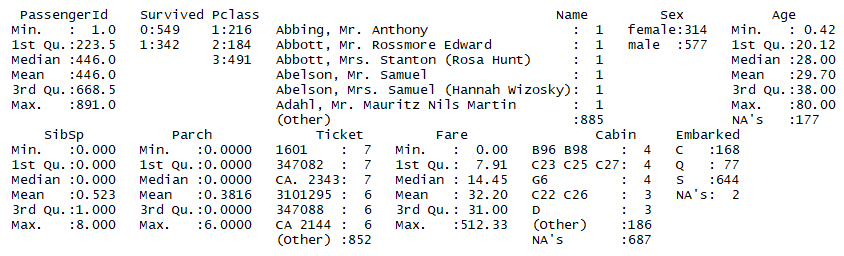 PassengerId    Survived Pclass                                     Name         Sex           Age
Min.   :  1.0   0:549    1:216   Abbing, Mr. Anthony                  :  1   female:314   Min.   : 0.42
1st Qu.:223.5   1:342    2:184   Abbott, Mr. Rossmore Edward          :  1   male  :577   1st Qu.:20.12
Median :446.0            3:491   Abbott, Mrs. Stanton (Rosa Hunt)     :  1                Median :28.00
Mean   :446.0                    Abelson, Mr. Samuel                  :  1                Mean   :29.70
3rd Qu.:668.5                    Abelson, Mrs. Samuel (Hannah Wizosky):  1                3rd Qu.:38.00
Max.   :891.0                    Adahl, Mr. Mauritz Nils Martin       :  1                Max.   :80.00
                                 (Other)                              :885                NA's   :177
    SibSp           Parch             Ticket         Fare                Cabin     Embarked
Min.   :0.000   Min.   :0.0000   1601    :  7   Min.   :  0.00   B96 B98    :  4   C   :168
1st Qu.:0.000   1st Qu.:0.0000   347082  :  7   1st Qu.:  7.91   C23 C25 C27:  4   Q   : 77
Median :0.000   Median :0.0000   CA. 2343:  7   Median : 14.45   G6         :  4   S   :644
Mean   :0.523   Mean   :0.3816   3101295 :  6   Mean   : 32.20   C22 C26    :  3   NA's:  2
3rd Qu.:1.000   3rd Qu.:0.0000   347088  :  6   3rd Qu.: 31.00   D          :  3
Max.   :8.000   Max.   :6.0000   CA 2144 :  6   Max.   :512.33   (Other)    :186
                                 (Other) :852                    NA's       :687